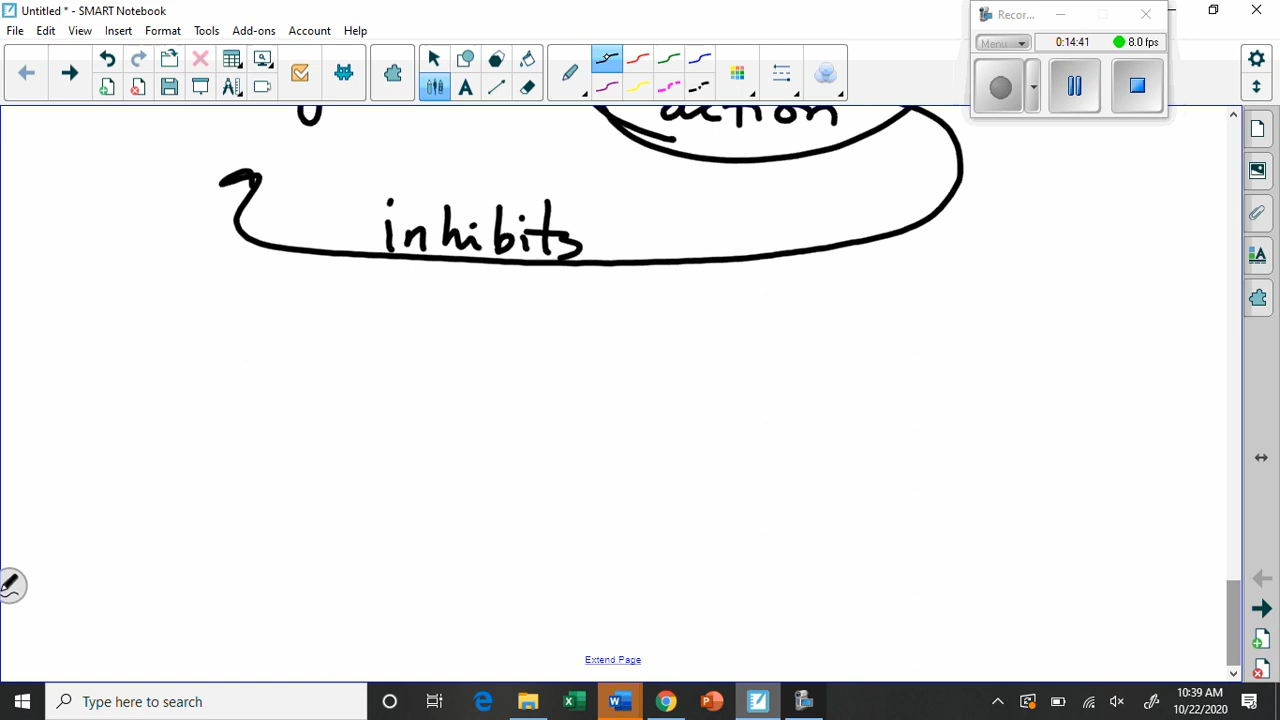 Untitled * - SMART Notebook
Recor...
File Edit View Insert Format Tools Add-ons Account Help
Menu
0:14:41
8.0 fps
action
inhibits
Extend Page
Type here to search
10:39 AM
10/22/2020